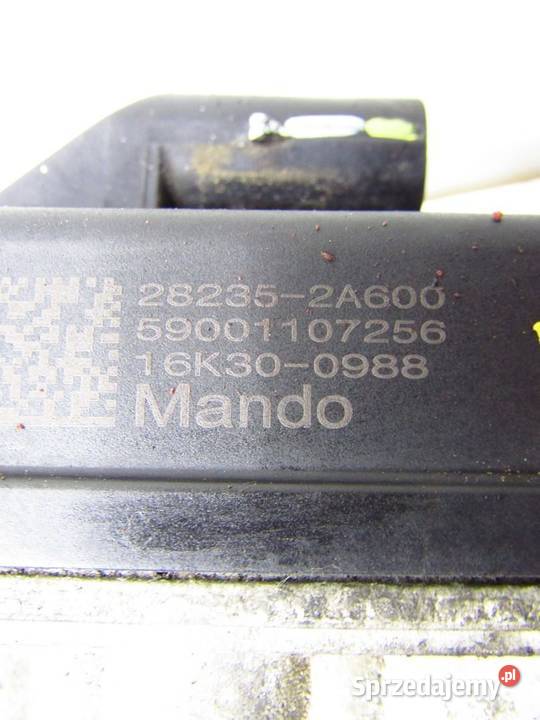 28235-2A600
59001107256
16K30-0988
Mando
Sprzedajemy.pl